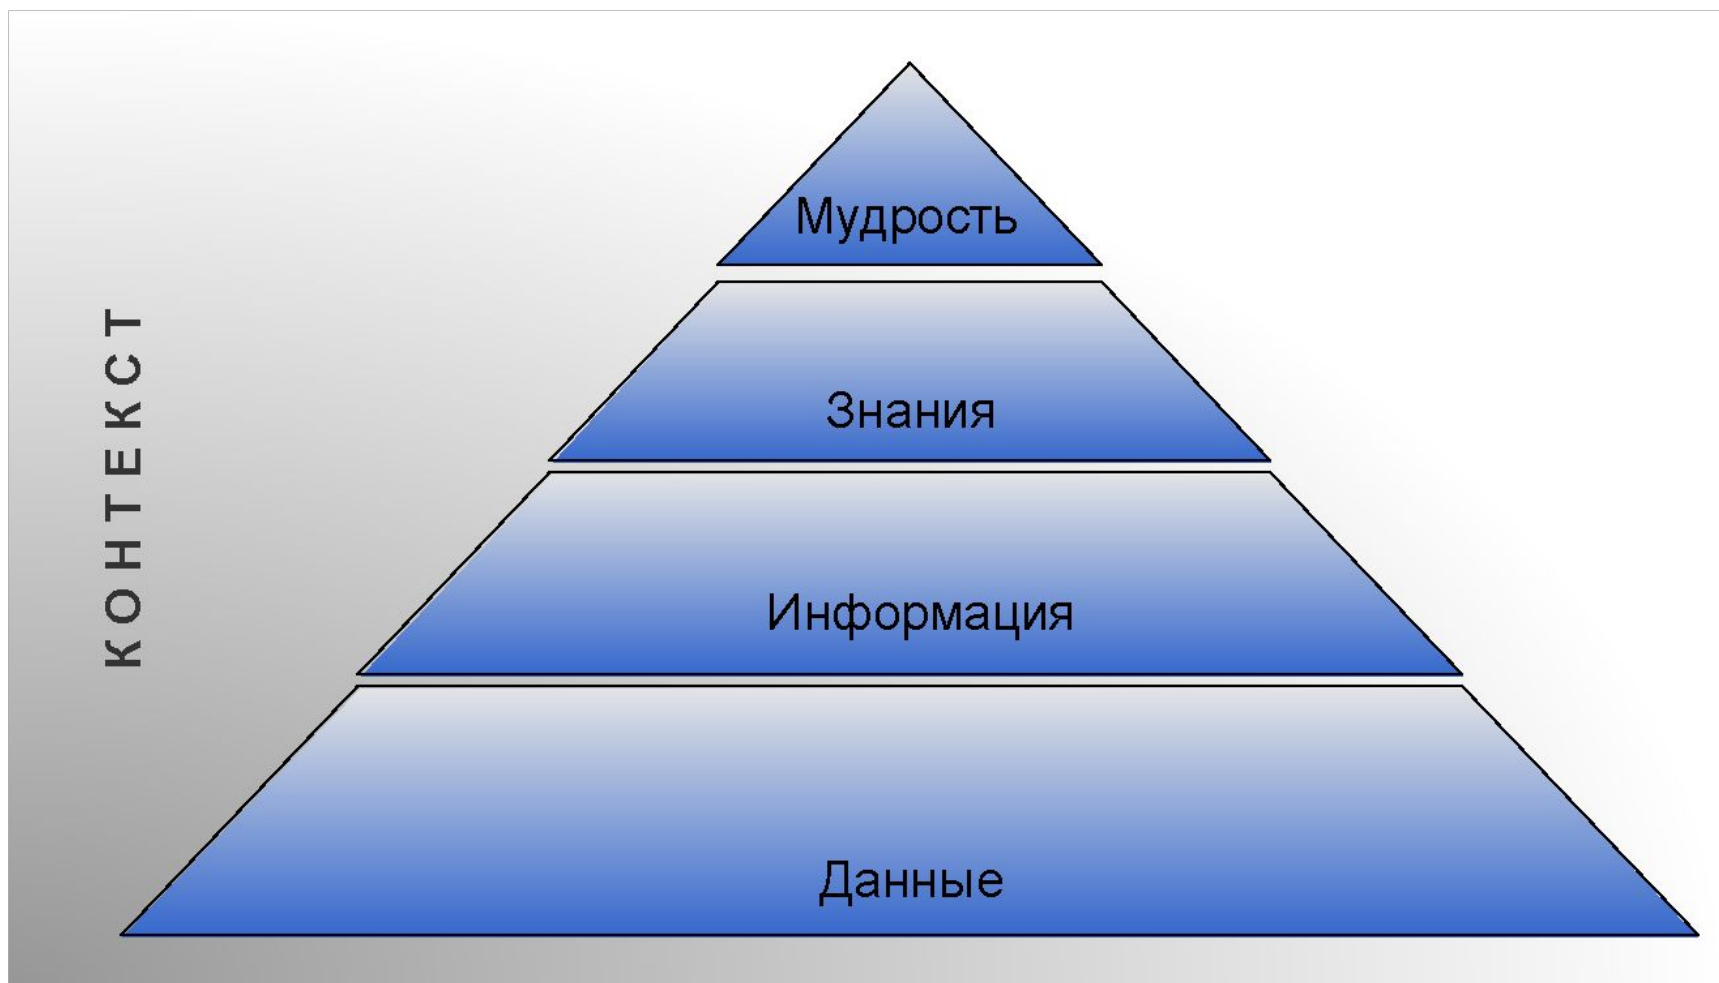 Мудрость
Знания
КОНТЕКСТ
Информация
Данные